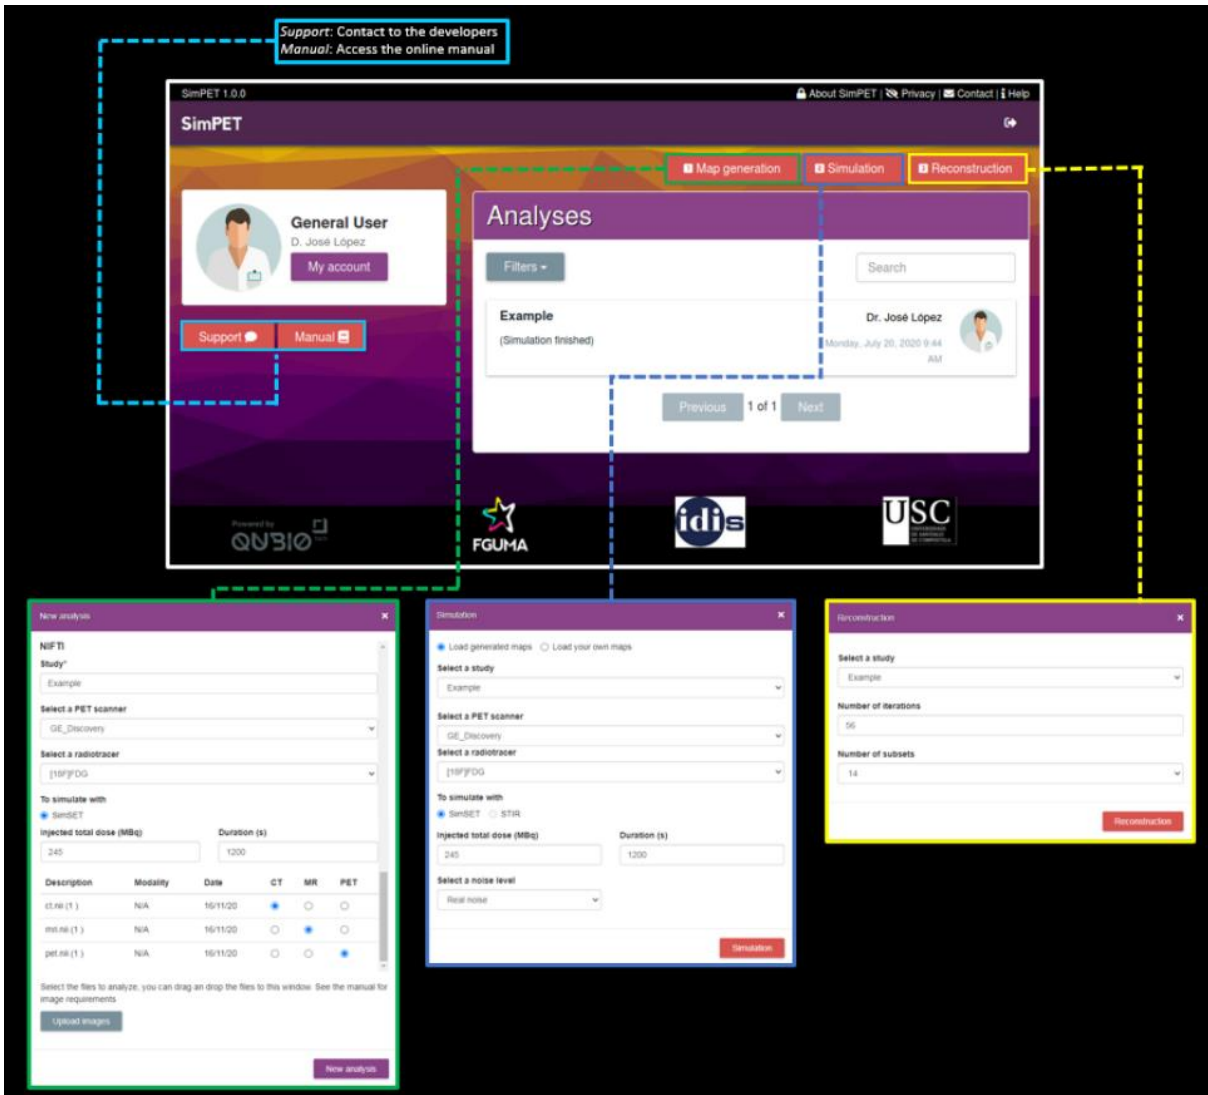 Support: Contact to the developers
Manual: Access the online manual
SimPET 1.0.0
About SimPET | Privacy | Contact | Help
SimPET
Map generation
Simulation
Reconstruction
General User
D. José López
My account
Support
Manual
Analyses
Filters
Search
Example
Dr. José López
(Simulation finished)
Monday, July 20, 2020 9:44
AM
Previous 1 of 1 Next
Powered by
QUBIO
FGUMA
idis
USC
UNIVERSIDADE
DE SANTIAGO
DE COMPOSTELA
New analysis
NIFTI
Study*
Example
Select a PET scanner
GE_Discovery
Select a radiotracer
[18F]FDG
To simulate with
SimSET
Injected total dose (MBq) Duration (s)
245 1200
Description Modality Date CT MR PET
ct.nii (1 ) N/A 16/11/20
mri.nii (1 ) N/A 16/11/20
pet.nii (1 ) N/A 16/11/20
Select the files to analyze, you can drag an drop the files to this window. See the manual for
image requirements
Upload images
New analysis
Simulation
Load generated maps Load your own maps
Select a study
Example
Select a PET scanner
GE_Discovery
Select a radiotracer
[18F]FDG
To simulate with
SimSET STIR
Injected total dose (MBq) Duration (s)
245 1200
Select a noise level
Real noise
Simulation
Reconstruction
Select a study
Example
Number of iterations
56
Number of subsets
14
Reconstruction